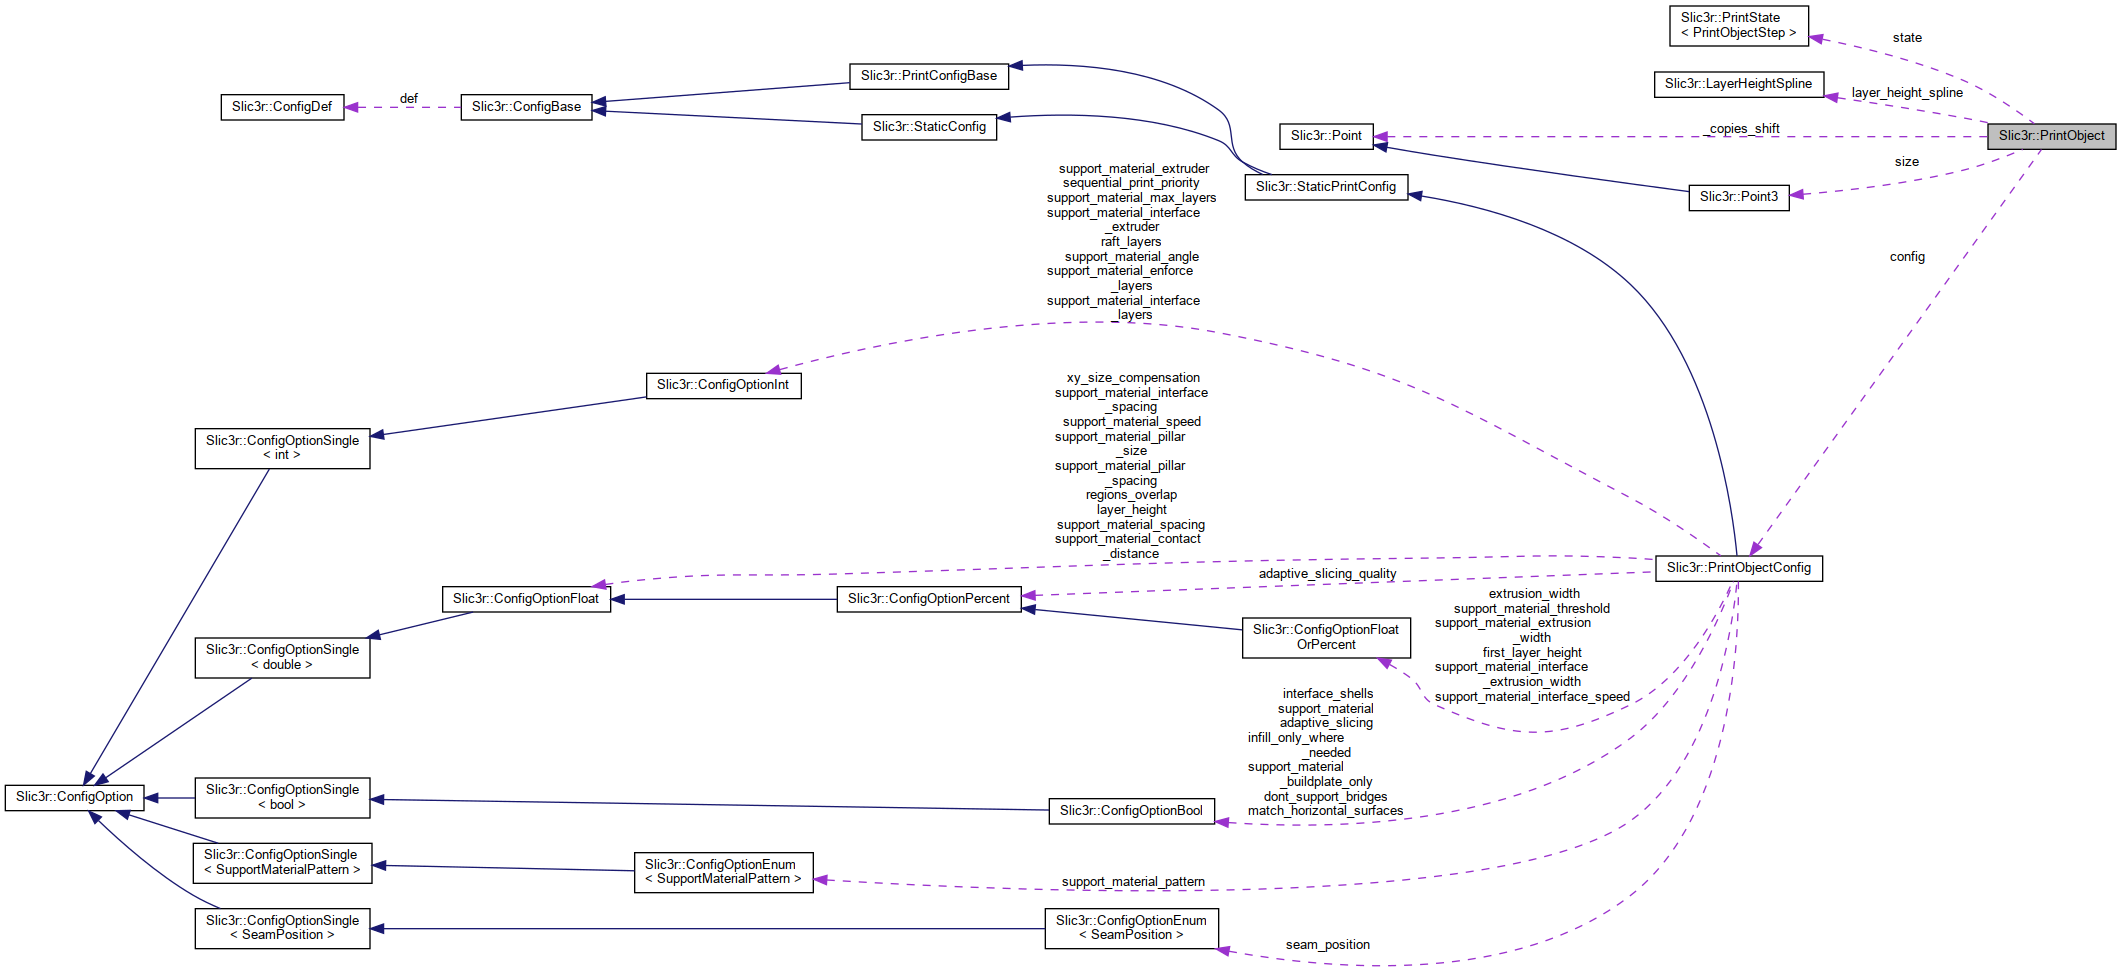 Slic3r::PrintState
< PrintObjectStep >
state
Slic3r::LayerHeightSpline
layer_height_spline
Slic3r::PrintConfigBase
Slic3r::ConfigDef
def
Slic3r::ConfigBase
Slic3r::StaticConfig
Slic3r::Point
_copies_shift
Slic3r::PrintObject
size
Slic3r::Point3
Slic3r::StaticPrintConfig
config
support_material_extruder
sequential_print_priority
support_material_max_layers
support_material_interface
_extruder
raft_layers
support_material_angle
support_material_enforce
_layers
support_material_interface
_layers
Slic3r::ConfigOptionInt
Slic3r::ConfigOptionSingle
< int >
xy_size_compensation
support_material_interface
_spacing
support_material_speed
support_material_pillar
_size
support_material_pillar
_spacing
regions_overlap
layer_height
support_material_spacing
support_material_contact
_distance
Slic3r::PrintObjectConfig
adaptive_slicing_quality
Slic3r::ConfigOptionFloat
Slic3r::ConfigOptionPercent
Slic3r::ConfigOptionFloat
OrPercent
extrusion_width
support_material_threshold
support_material_extrusion
_width
first_layer_height
support_material_interface
_extrusion_width
support_material_interface_speed
Slic3r::ConfigOptionSingle
< double >
interface_shells
support_material
adaptive_slicing
infill_only_where
_needed
support_material
_buildplate_only
dont_support_bridges
match_horizontal_surfaces
Slic3r::ConfigOption
Slic3r::ConfigOptionSingle
< bool >
Slic3r::ConfigOptionBool
Slic3r::ConfigOptionSingle
< SupportMaterialPattern >
Slic3r::ConfigOptionEnum
< SupportMaterialPattern >
support_material_pattern
Slic3r::ConfigOptionSingle
< SeamPosition >
Slic3r::ConfigOptionEnum
< SeamPosition >
seam_position